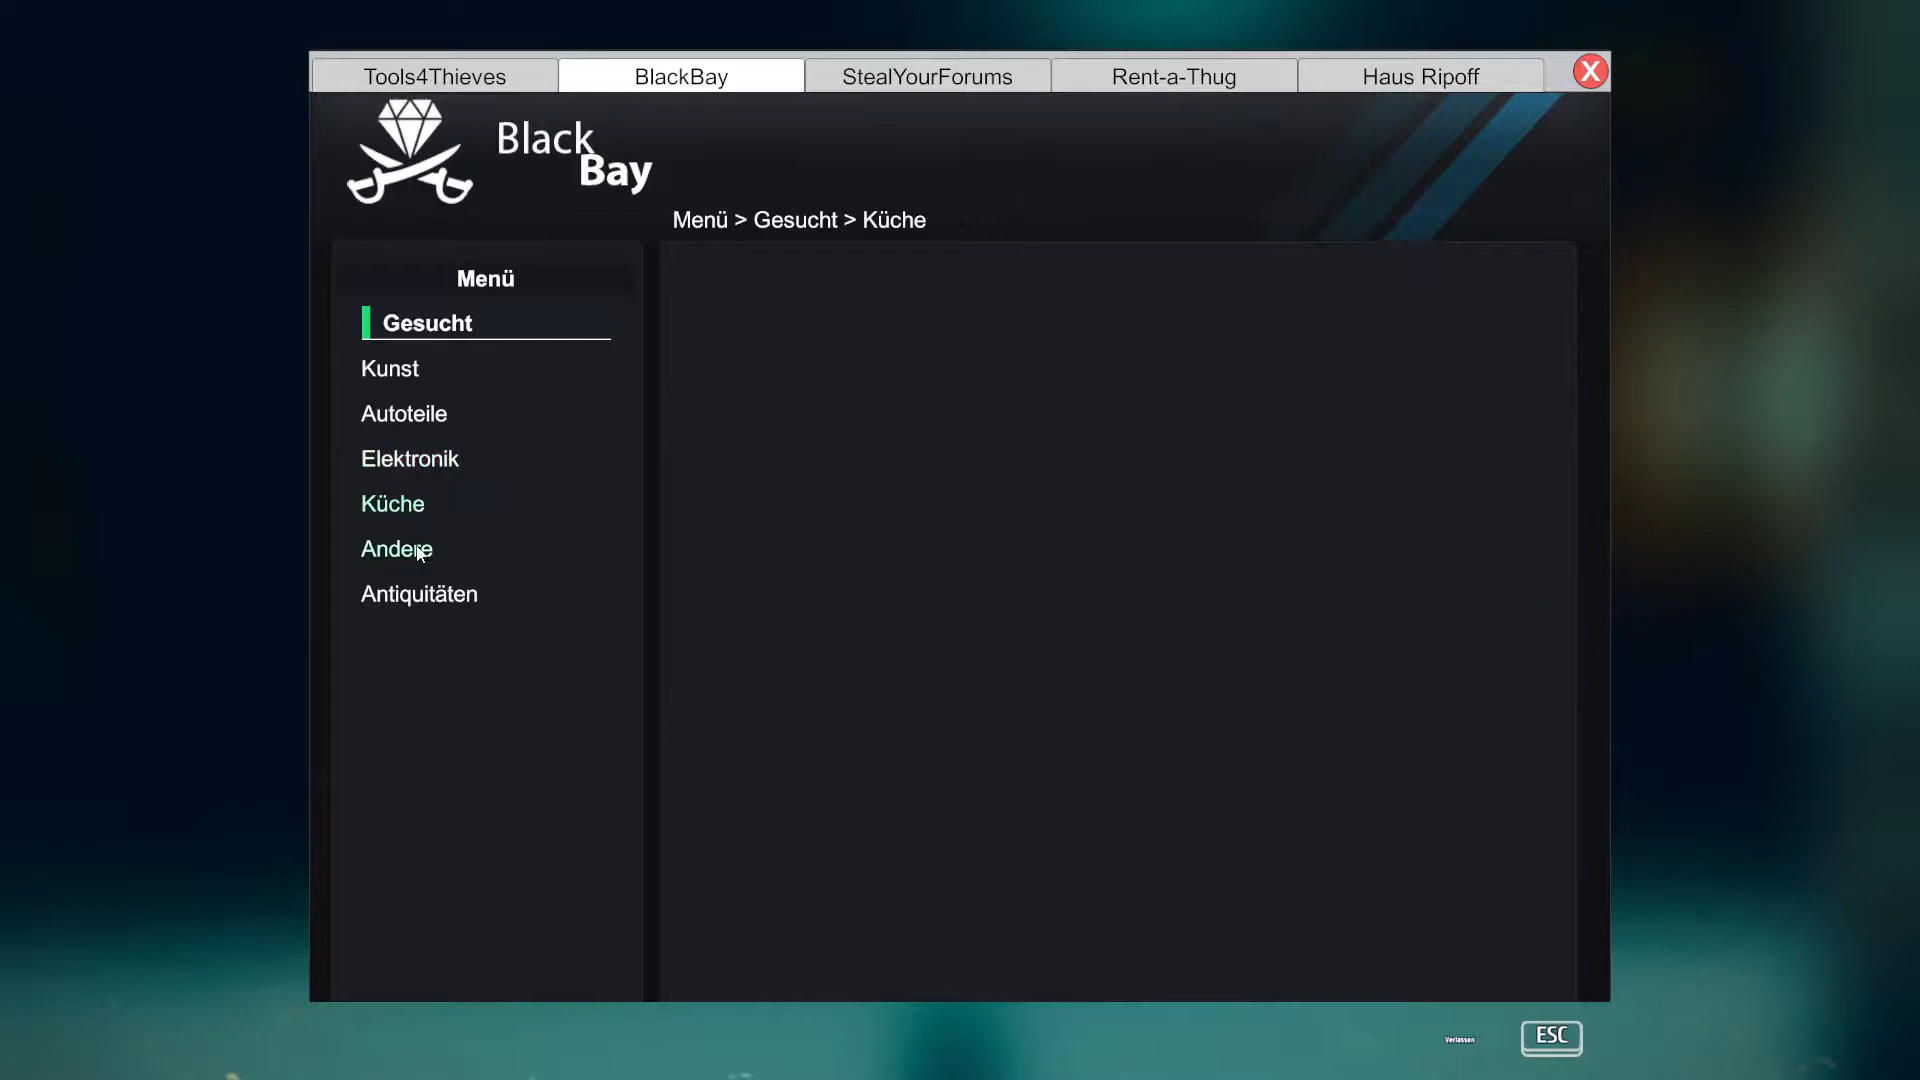 Tools4Thieves
BlackBay
StealYourForums
Rent-a-Thug
Haus Ripoff
X
Black
Bay
Menü > Gesucht > Küche
Menü
Gesucht
Kunst
Autoteile
Elektronik
Küche
Andere
Antiquitäten
Verlassen
ESC